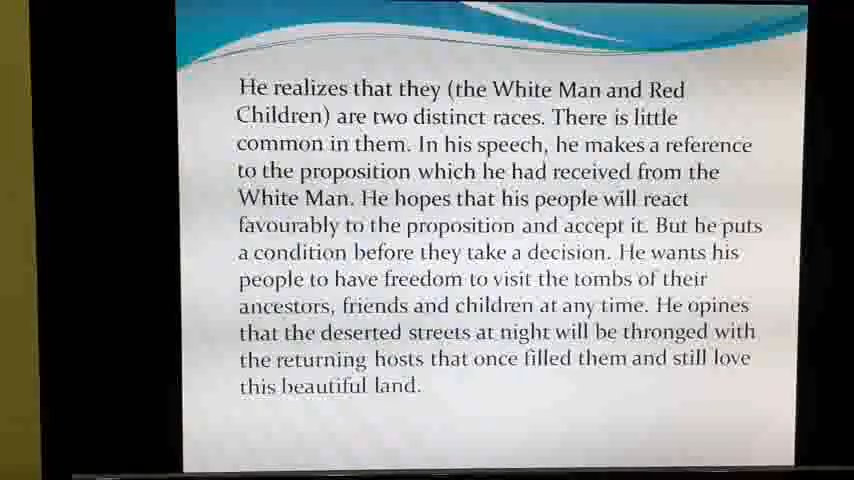 He realizes that they (the White Man and Red
Children) are two distinct races. There is little
common in them. In his speech, he makes a reference
to the proposition which he had received from the
White Man. He hopes that his people will react
favourably to the proposition and accept it. But he puts
a condition before they take a decision. He wants his
people to have freedom to visit the tombs of their
ancestors, friends and children at any time. He opines
that the deserted streets at night will be thronged with
the returning hosts that once filled them and still love
this beautiful land.